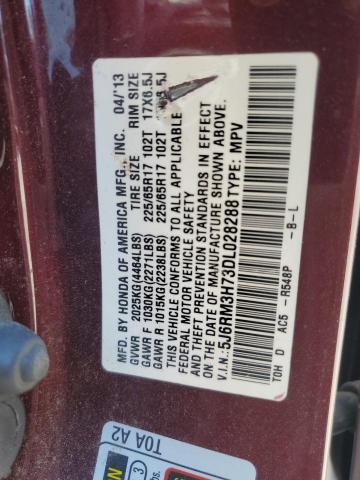 MFD. BY HONDA OF AMERICA MFG., INC. 04/'13
TIRE SIZE RIM SIZE
GVWR 2025KG(4464LBS)
GAWR F 1030KG(2271LBS) 225/65R17 102T 17X6.5J
GAWR R 1015KG(2238LBS) 225/65R17 102T 6.5J
THIS VEHICLE CONFORMS TO ALL APPLICABLE
FEDERAL MOTOR VEHICLE SAFETY
AND THEFT PREVENTION STANDARDS IN EFFECT
ON THE DATE OF MANUFACTURE SHOWN ABOVE.
V.I.N.: 5J6RM3H73DL028288 TYPE: MPV
TOH D AC5 -R548P -B-L
T0A A2